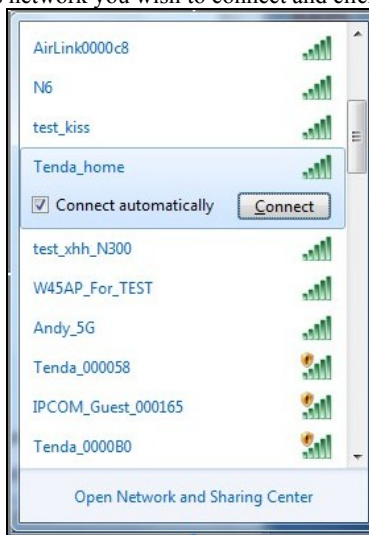 network you wish to connect and clic
AirLink0000c8
N6
test_kiss
Tenda_home
Connect automatically Connect
test_xhh_N300
W45AP_For_TEST
Andy_5G
Tenda_000058
IPCOM_Guest_000165
Tenda_0000B0
Open Network and Sharing Center